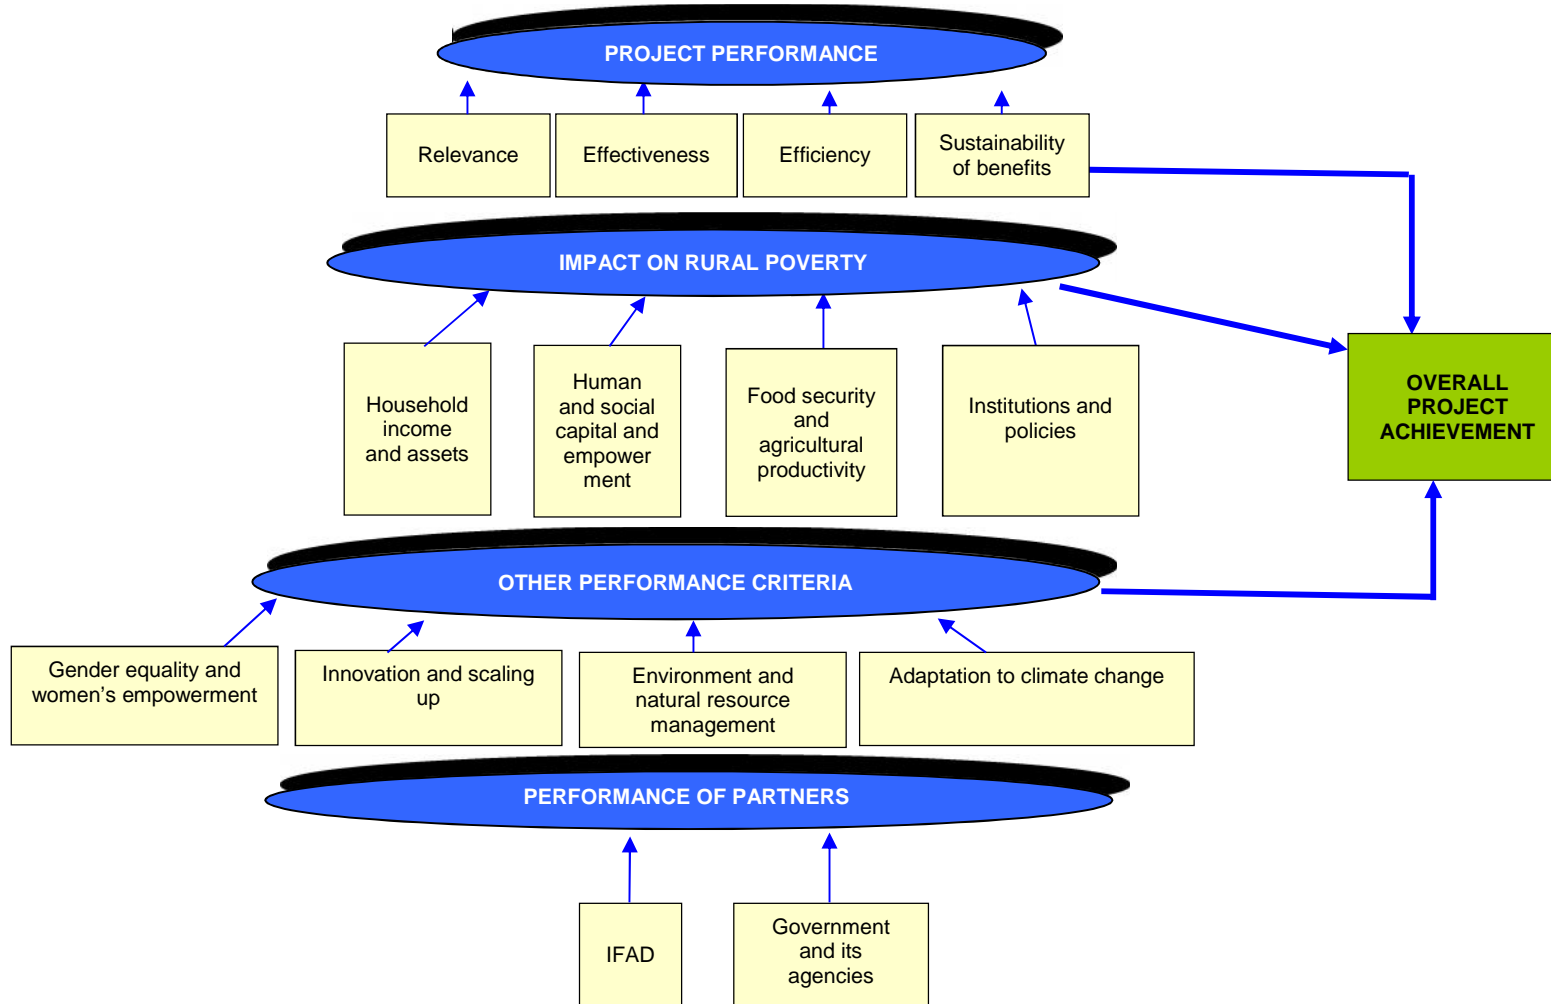 PROJECT PERFORMANCE
Relevance
Effectiveness
Efficiency
Sustainability
of benefits
IMPACT ON RURAL POVERTY
Household
income
and assets
Human
and social
capital and
empower
ment
Food security
and
agricultural
productivity
Institutions and
policies
OVERALL
PROJECT
ACHIEVEMENT
OTHER PERFORMANCE CRITERIA
Gender equality and
women’s empowerment
Innovation and scaling
up
Environment and
natural resource
management
Adaptation to climate change
PERFORMANCE OF PARTNERS
IFAD
Government
and its
agencies